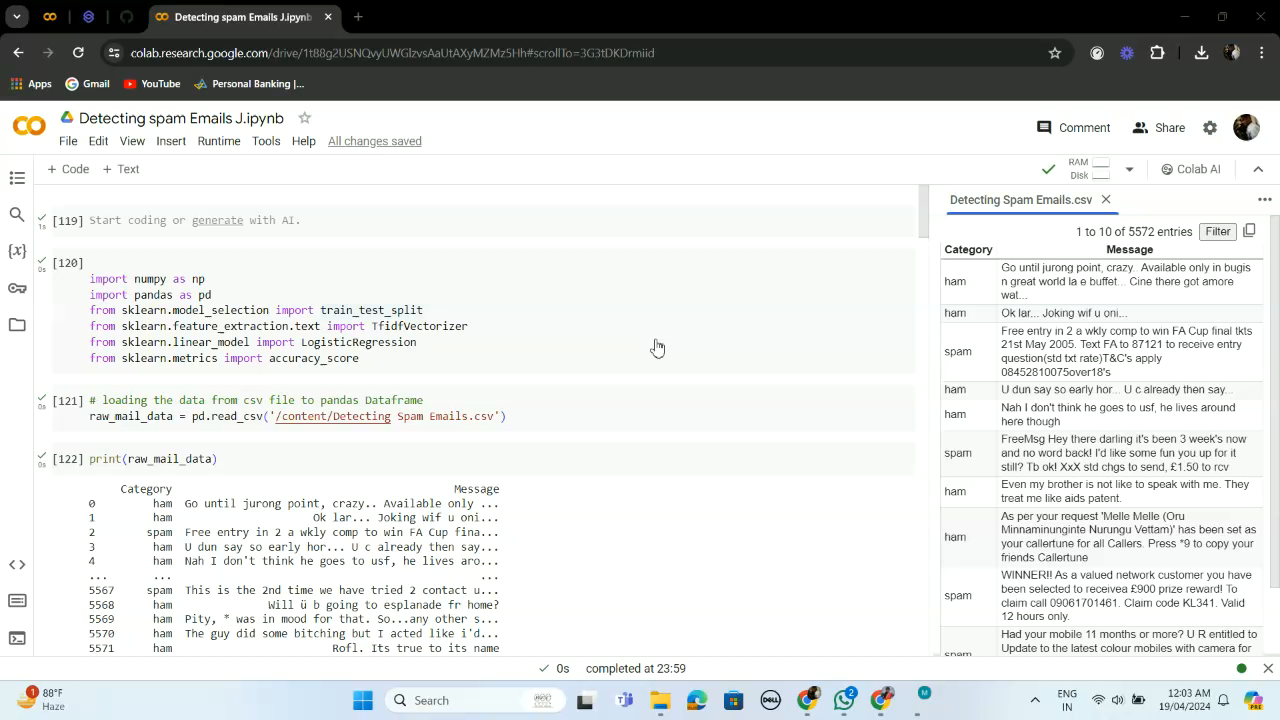 Detecting spam Emails J.ipynb
colab.research.google.com/drive/1t88g2USNQvyUWGlzvsAaUtAXyMZMz5Hh#scrollTo=3G3tDKDrmiid
Apps Gmail YouTube Personal Banking |...
Detecting spam Emails J.ipynb
File Edit View Insert Runtime Tools Help All changes saved
Comment Share
+ Code + Text
RAM
Disk
Colab AI
[119] Start coding or generate with AI.
1s
[120]
0s
import numpy as np
import pandas as pd
from sklearn.model_selection import train_test_split
from sklearn.feature_extraction.text import TfidfVectorizer
from sklearn.linear_model import LogisticRegression
from sklearn.metrics import accuracy_score
[121] # loading the data from csv file to pandas Dataframe
0s
raw_mail_data = pd.read_csv('/content/Detecting Spam Emails.csv')
[122] print(raw_mail_data)
0s
Category Message
0 ham Go until jurong point, crazy.. Available only ...
1 ham Ok lar... Joking wif u oni...
2 spam Free entry in 2 a wkly comp to win FA Cup fina...
3 ham U dun say so early hor... U c already then say...
4 ham Nah I don't think he goes to usf, he lives aro...
... ... ...
5567 spam This is the 2nd time we have tried 2 contact u...
5568 ham Will ü b going to esplanade fr home?
5569 ham Pity, * was in mood for that. So...any other s...
5570 ham The guy did some bitching but I acted like i'd...
5571 ham Rofl. Its true to its name
Detecting Spam Emails.csv
1 to 10 of 5572 entries Filter
Category Message
ham
Go until jurong point, crazy.. Available only in bugis
n great world la e buffet... Cine there got amore
wat...
ham Ok lar... Joking wif u oni...
spam
Free entry in 2 a wkly comp to win FA Cup final tkts
21st May 2005. Text FA to 87121 to receive entry
question(std txt rate)T&C's apply
08452810075over18's
ham U dun say so early hor... U c already then say...
ham
Nah I don't think he goes to usf, he lives around
here though
spam
FreeMsg Hey there darling it's been 3 week's now
and no word back! I'd like some fun you up for it
still? Tb ok! XxX std chgs to send, £1.50 to rcv
ham
Even my brother is not like to speak with me. They
treat me like aids patent.
ham
As per your request 'Melle Melle (Oru
Minnaminunginte Nurungu Vettam)' has been set as
your callertune for all Callers. Press *9 to copy your
friends Callertune
spam
WINNER!! As a valued network customer you have
been selected to receivea £900 prize reward! To
claim call 09061701461. Claim code KL341. Valid
12 hours only.
spam
Had your mobile 11 months or more? U R entitled to
Update to the latest colour mobiles with camera for
0s completed at 23:59
88°F
Haze
1
Search
DELL
2
M
ENG
IN
12:03 AM
19/04/2024